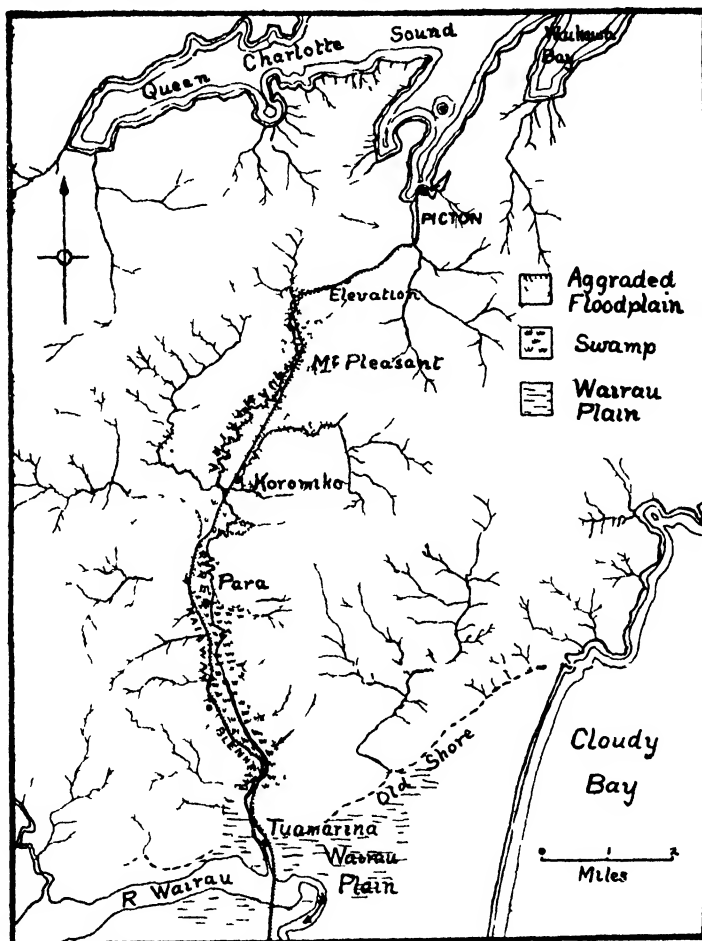 Queen Charlotte Sound
Bay
PICTON
Elevation
Aggraded
Floodplain
Mt Pleasant
Swamp
Wairau
Plain
Koromiko
Para
Old Shore
Cloudy
Bay
Tuamarina
Wairau
Plain
R Wairau
0 1 2
Miles